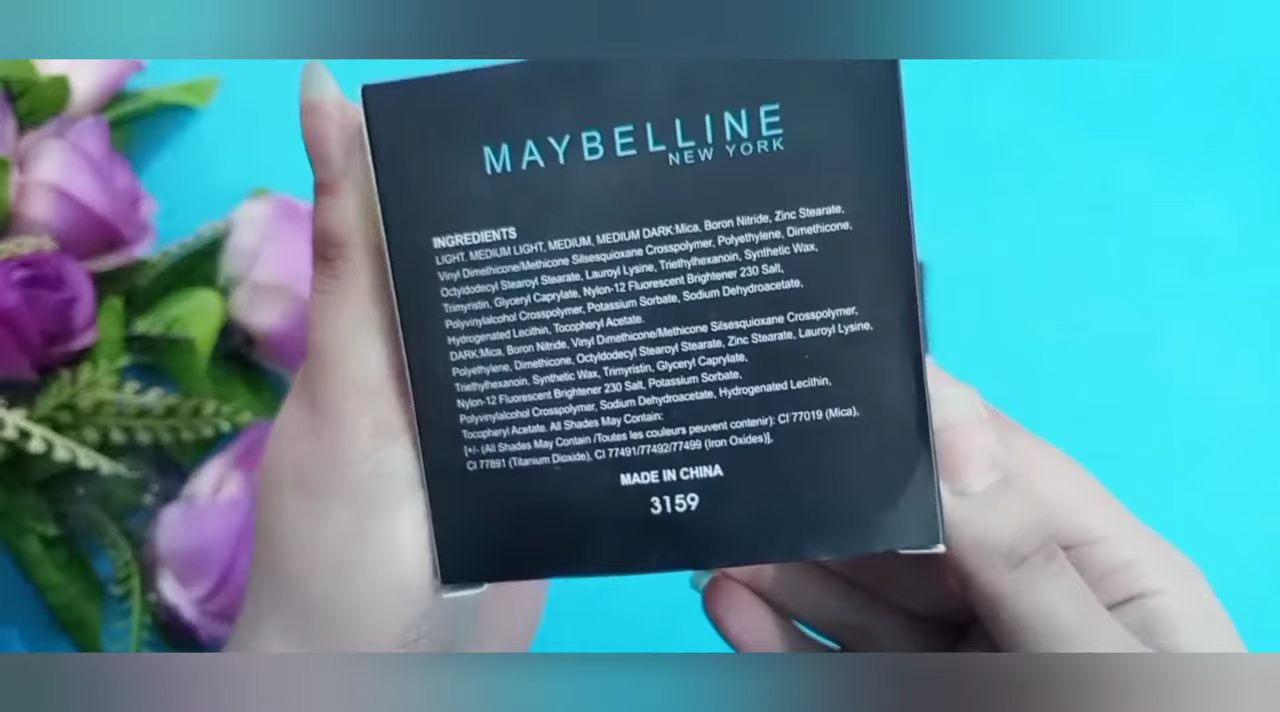 MAYBELLINE
NEW YORK
INGREDIENTS
LIGHT, MEDIUM LIGHT, MEDIUM, MEDIUM DARK:Mica, Boron Nitride, Zinc Stearate,
Vinyl Dimethicone/Methicone Silsesquioxane Crosspolymer, Polyethylene, Dimethicone,
Octyldodecyl Stearoyl Stearate, Lauroyl Lysine, Triethylhexanoin, Synthetic Wax,
Trimyristin, Glyceryl Caprylate, Nylon-12 Fluorescent Brightener 230 Salt,
Polyvinylalcohol Crosspolymer, Potassium Sorbate, Sodium Dehydroacetate,
Hydrogenated Lecithin, Tocopheryl Acetate.
DARK:Mica, Boron Nitride, Vinyl Dimethicone/Methicone Silsesquioxane Crosspolymer,
Polyethylene, Dimethicone, Octyldodecyl Stearoyl Stearate, Zinc Stearate, Lauroyl Lysine,
Triethylhexanoin, Synthetic Wax, Trimyristin, Glyceryl Caprylate,
Nylon-12 Fluorescent Brightener 230 Salt, Potassium Sorbate,
Polyvinylalcohol Crosspolymer, Sodium Dehydroacetate, Hydrogenated Lecithin,
Tocopheryl Acetate. All Shades May Contain:
[+/- (All Shades May Contain /Toutes les couleurs peuvent contenir): CI 77019 (Mica),
CI 77891 (Titanium Dioxide), CI 77491/77492/77499 (Iron Oxides)],
MADE IN CHINA
3159